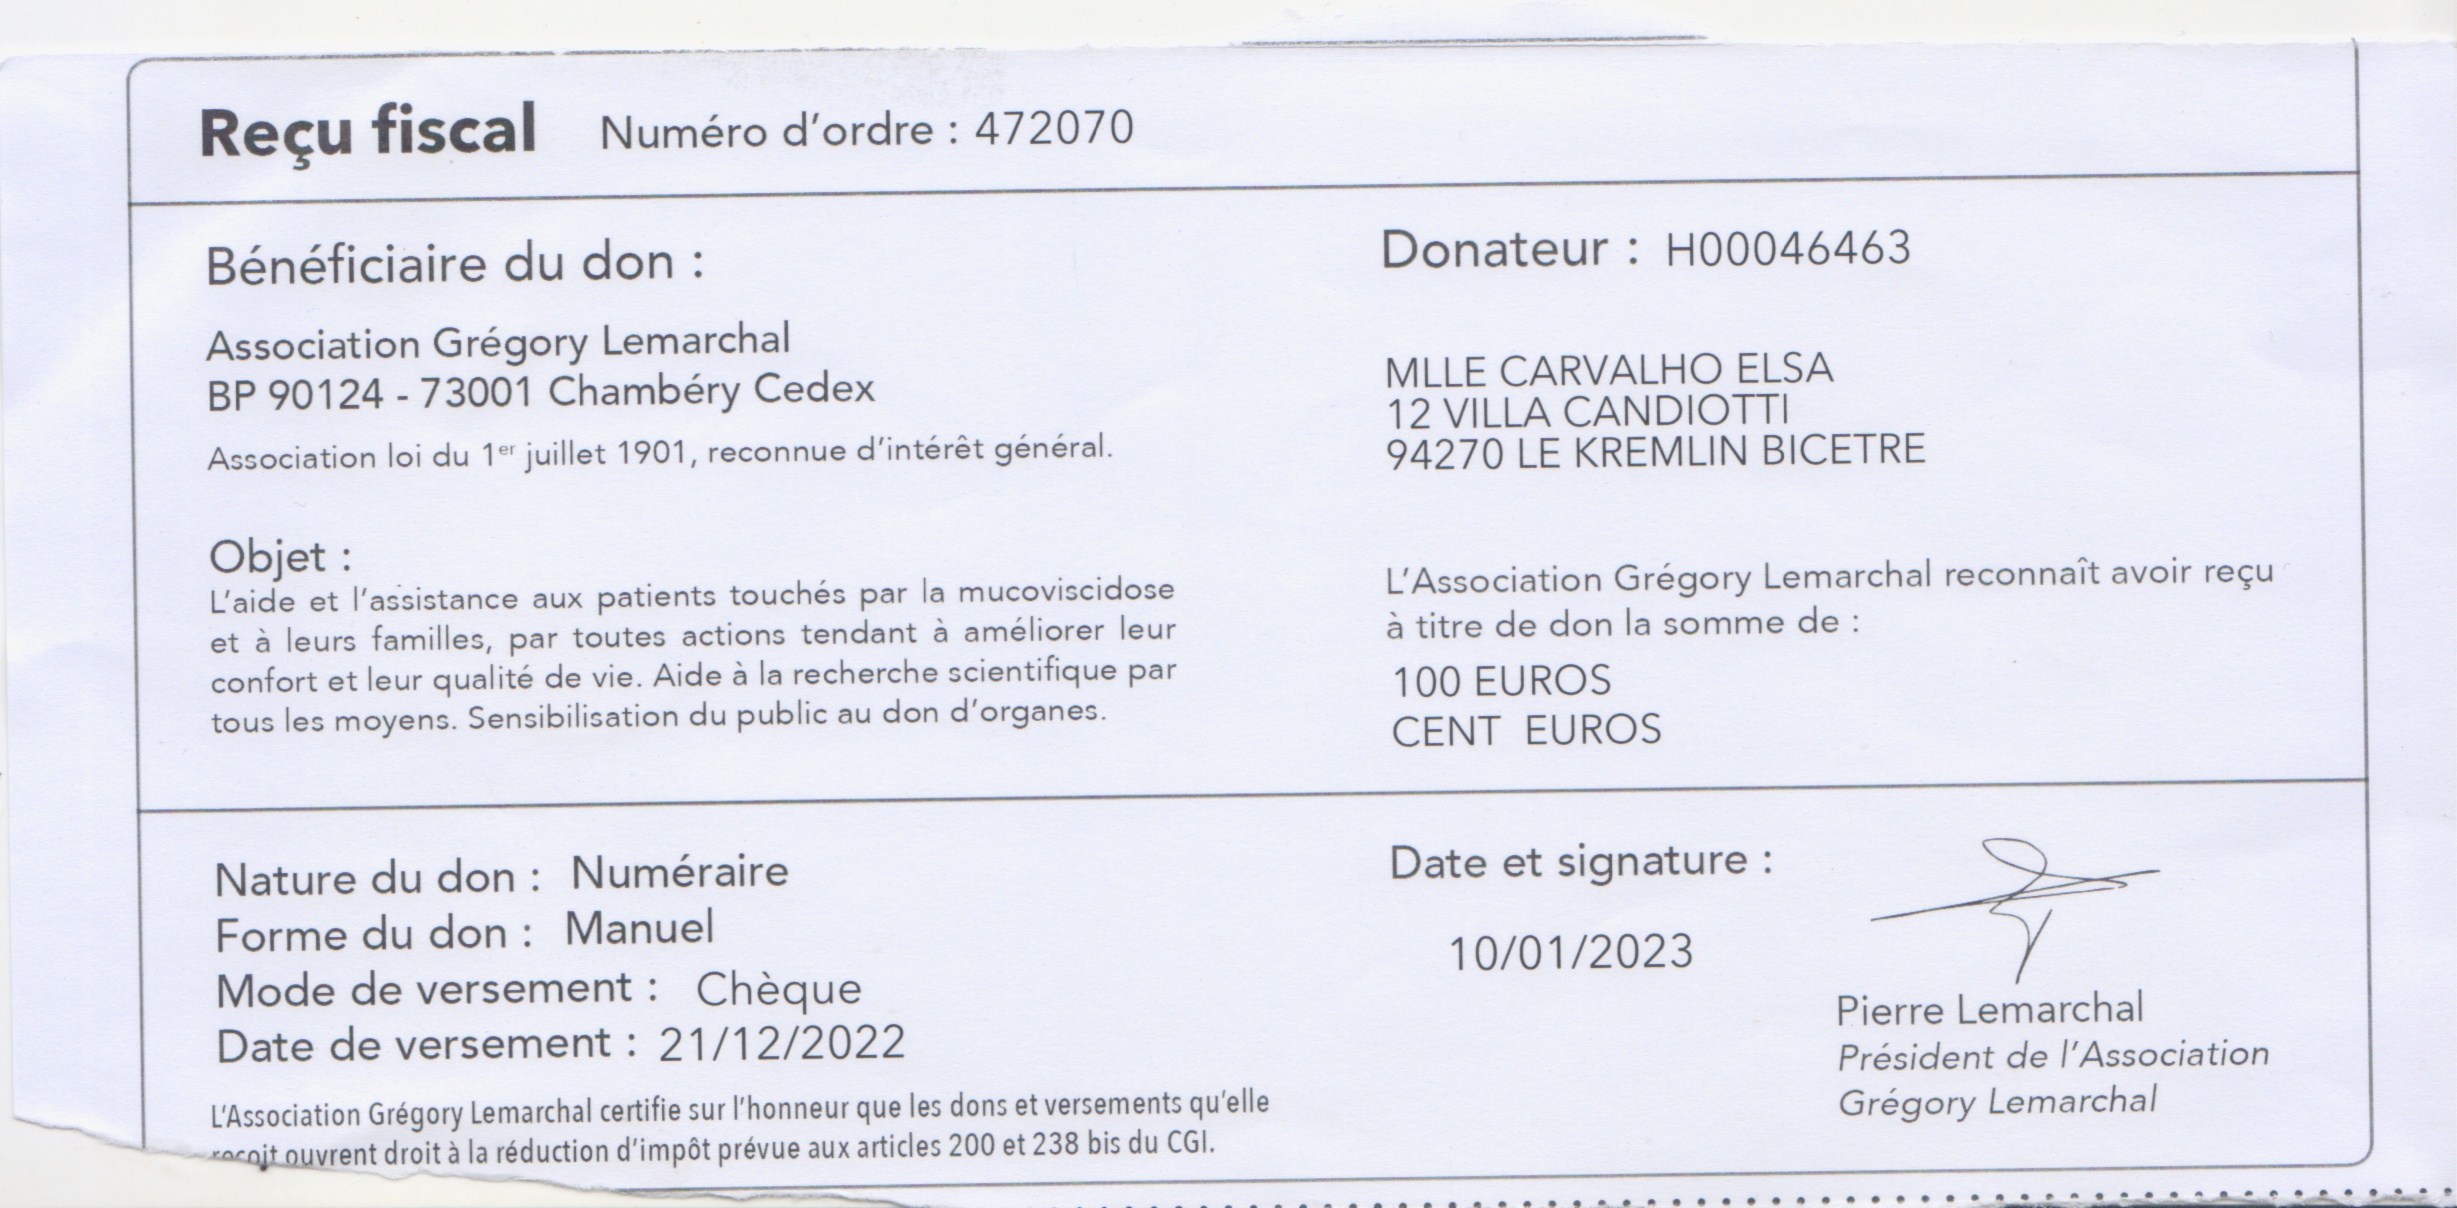 Reçu fiscal Numéro d'ordre : 472070
Bénéficiaire du don :
Association Grégory Lemarchal
BP 90124 - 73001 Chambéry Cedex
Association loi du 1er juillet 1901, reconnue d'intérêt général.
Objet :
L'aide et l'assistance aux patients touchés par la mucoviscidose
et à leurs familles, par toutes actions tendant à améliorer leur
confort et leur qualité de vie. Aide à la recherche scientifique par
tous les moyens. Sensibilisation du public au don d'organes.
Donateur : H00046463
MLLE CARVALHO ELSA
12 VILLA CANDIOTTI
94270 LE KREMLIN BICETRE
L'Association Grégory Lemarchal reconnaît avoir reçu
à titre de don la somme de :
100 EUROS
CENT EUROS
Nature du don : Numéraire
Forme du don : Manuel
Mode de versement : Chèque
Date de versement : 21/12/2022
L'Association Grégory Lemarchal certifie sur l'honneur que les dons et versements qu'elle
reçoit ouvrent droit à la réduction d'impôt prévue aux articles 200 et 238 bis du CGI.
Date et signature :
10/01/2023
Pierre Lemarchal
Président de l'Association
Grégory Lemarchal